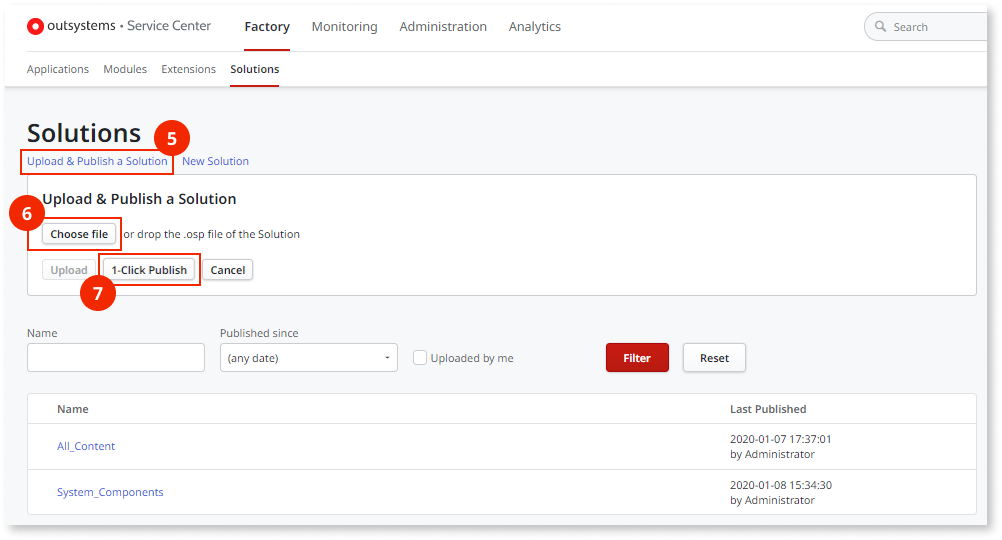 outsystems • Service Center Factory Monitoring Administration Analytics Search
Applications Modules Extensions Solutions
Solutions
5
Upload & Publish a Solution New Solution
Upload & Publish a Solution
6
Choose file or drop the .osp file of the Solution
Upload 1-Click Publish Cancel
7
Name Published since
(any date) Uploaded by me Filter Reset
Name Last Published
All_Content 2020-01-07 17:37:01
by Administrator
System_Components 2020-01-08 15:34:30
by Administrator